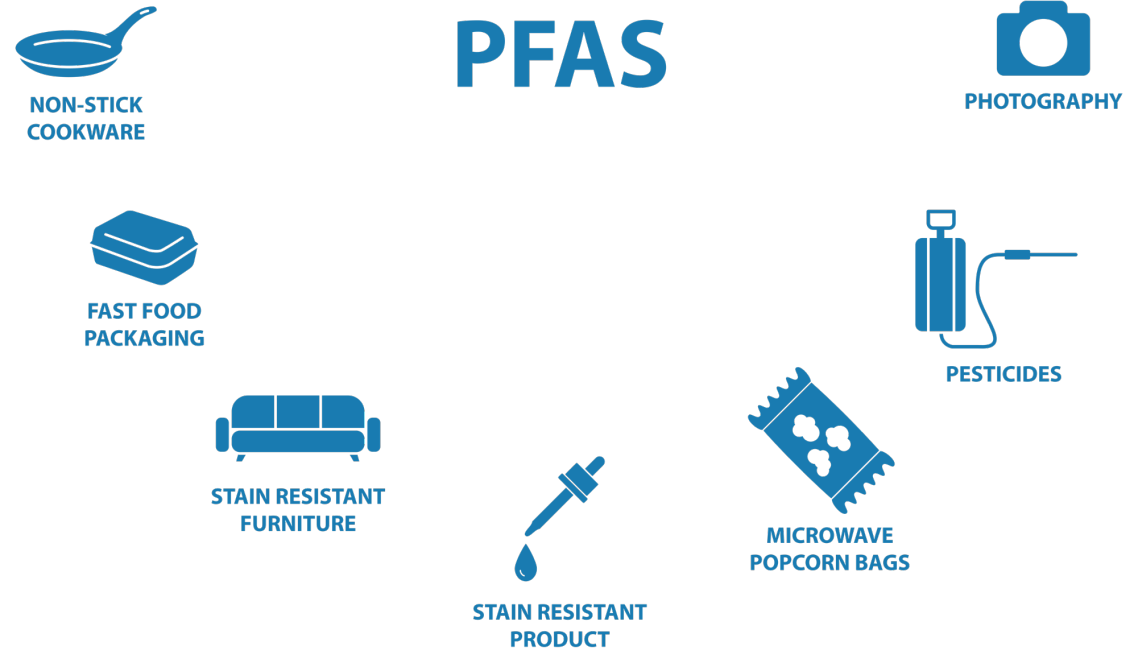 PFAS
NON-STICK
COOKWARE
PHOTOGRAPHY
FAST FOOD
PACKAGING
PESTICIDES
STAIN RESISTANT
FURNITURE
MICROWAVE
POPCORN BAGS
STAIN RESISTANT
PRODUCT